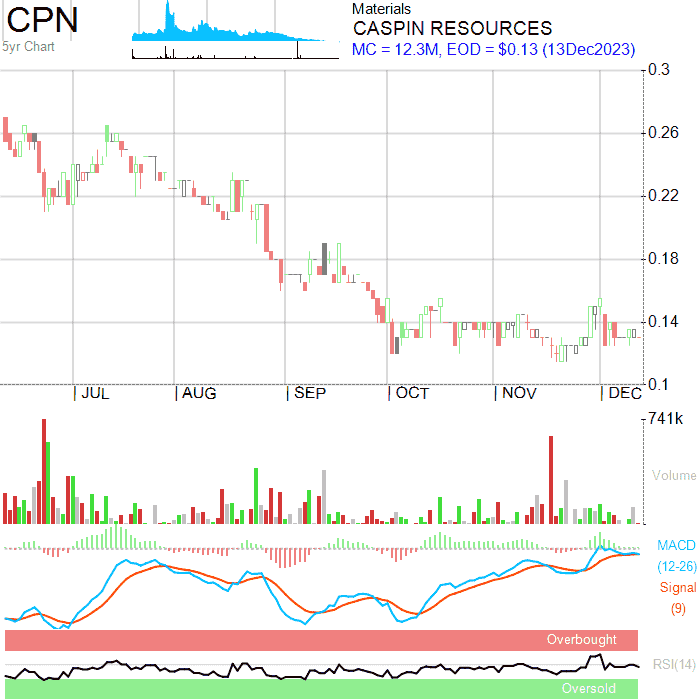 CPN
5yr Chart
Materials
CASPIN RESOURCES
MC = 12.3M, EOD = $0.13 (13Dec2023)
0.3
0.26
0.22
0.18
0.14
0.1
JUL AUG SEP OCT NOV DEC
741k
Volume
MACD
(12-26)
Signal
(9)
Overbought
RSI(14)
Oversold